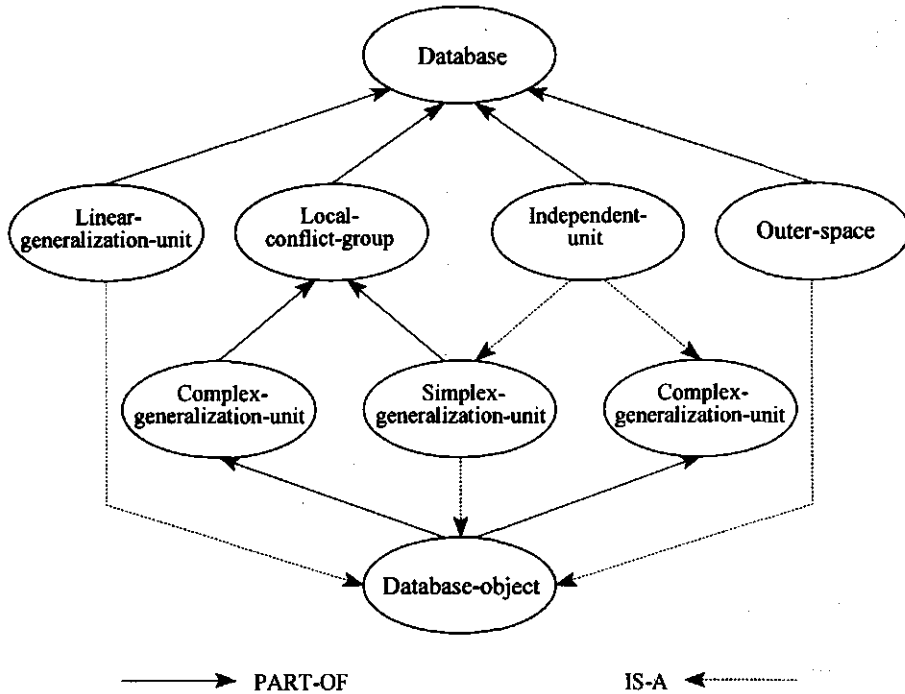 Database
Linear-
generalization-unit
Local-
conflict-group
Independent-
unit
Outer-space
Complex-
generalization-unit
Simplex-
generalization-unit
Complex-
generalization-unit
Database-object
PART-OF
IS-A